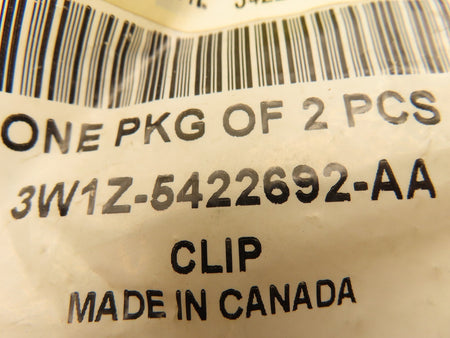 ONE PKG OF 2 PCS
3W1Z-5422692-AA
CLIP
MADE IN CANADA